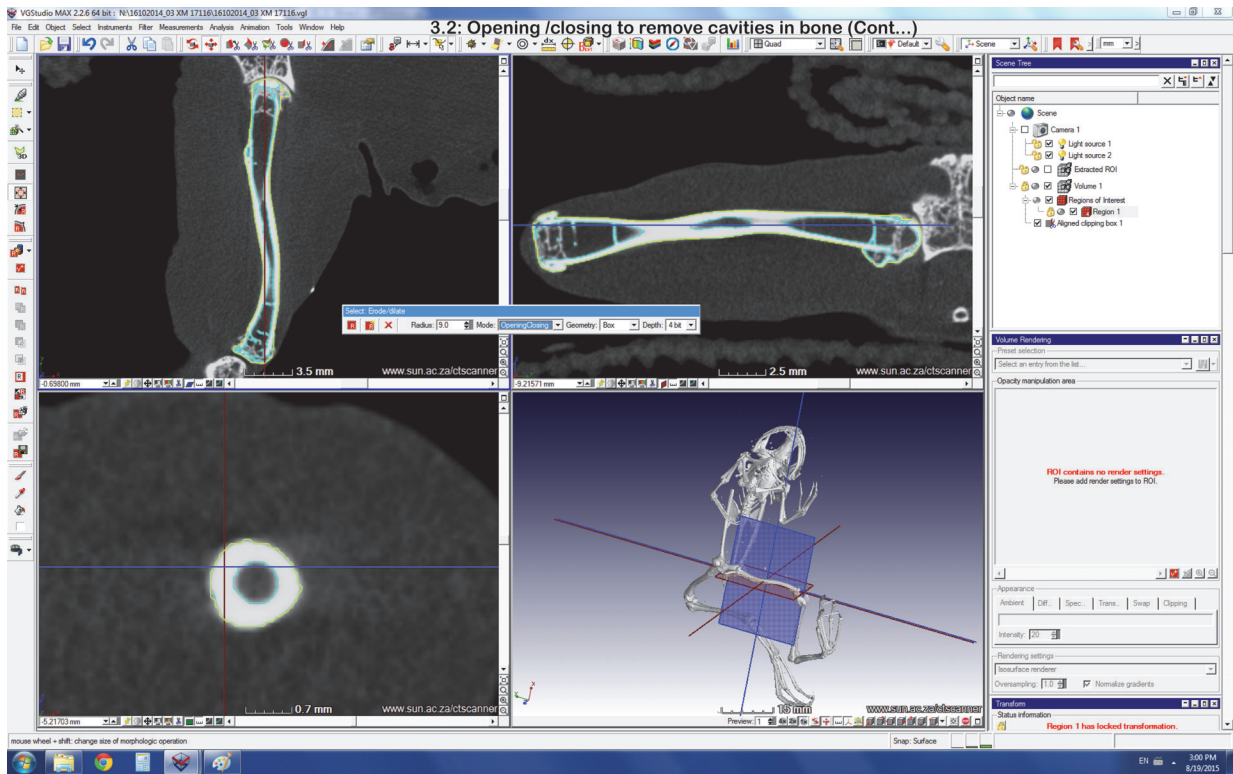 VGStudio MAX 2.2.6 64 bit : N:\16102014_03 XM 17116\16102014_03 XM 17116.vgl
3.2: Opening /closing to remove cavities in bone (Cont...)
File Edit Object Select Instruments Filter Measurements Analysis Animation Tools Window Help
Quad
Default
Scene
mm
3D
Scene Tree
Object name
Scene
Camera 1
Light source 1
Light source 2
Extracted ROI
Volume 1
Regions of Interest
Region 1
Aligned clipping box 1
Select: Erode/dilate
Radius: 9.0 Mode: OpeningClosing Geometry: Box Depth: 4 bit
3.5 mm
www.sun.ac.za/ctscanner
-0.69800 mm
2.5 mm
www.sun.ac.za/ctscanner
-9.21571 mm
Volume Rendering
Preset selection
Select an entry from the list...
Opacity manipulation area
ROI contains no render settings.
Please add render settings to ROI.
Appearance
Ambient Diff... Spec... Trans... Swap Clipping
Intensity: 20
Rendering settings
Isosurface renderer
Oversampling: 1.0 Normalize gradients
0.7 mm
www.sun.ac.za/ctscanner
-5.21703 mm
15 mm
www.sun.ac.za/ctscanner
Preview: 1
Transform
Status information
Region 1 has locked transformation.
mouse wheel + shift: change size of morphologic operation
Snap: Surface
EN
3:00 PM
8/19/2015